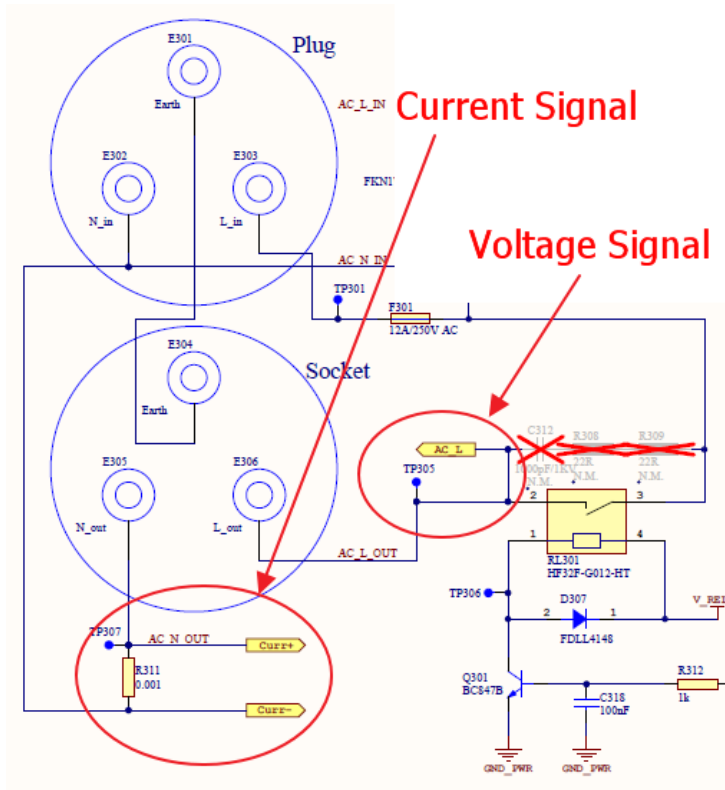 Plug
E301
Earth
AC_L_IN
Current Signal
E302
E303
FKN1
N_in
L_in
Voltage Signal
AC_N_IN
TP301
F301
12A/250V AC
E304
Socket
Earth
C312
R308
R309
AC_L
1000pF/1KV
22R
22R
N.M.
N.M.
N.M.
E305
E306
TP305
2
3
N_out
L_out
AC_L_OUT
1
4
RL301
HF32F-G012-HT
TP306
D307
V_REL
2
1
FDLL4148
TP307
AC_N_OUT
Curr+
R311
0.001
Q301
BC847B
R312
C318
1k
100nF
Curr-
GND_PWR
GND_PWR